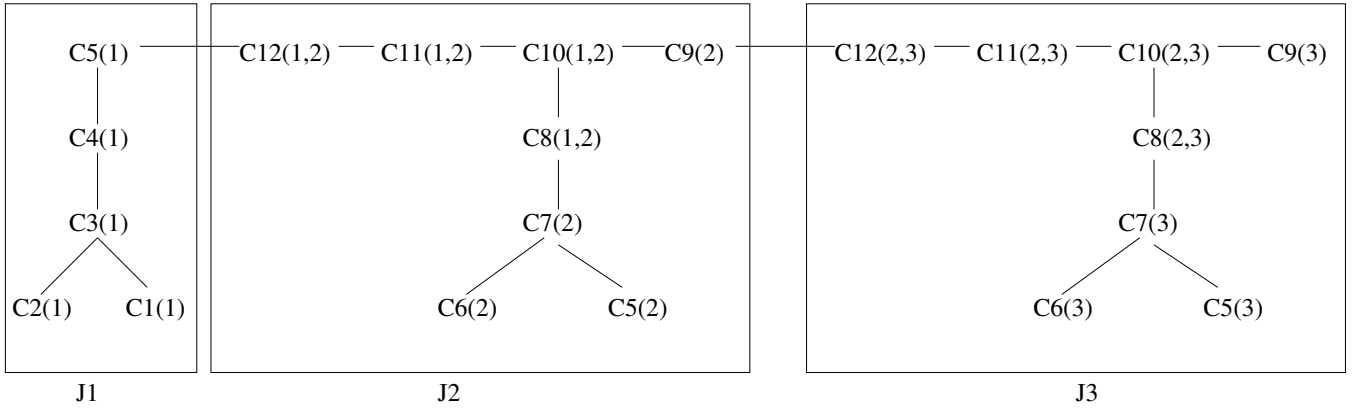 C5(1) C12(1,2) C11(1,2) C10(1,2) C9(2) C12(2,3) C11(2,3) C10(2,3) C9(3)
C4(1) C8(1,2) C8(2,3)
C3(1) C7(2) C7(3)
C2(1) C1(1) C6(2) C5(2) C6(3) C5(3)
J1 J2 J3